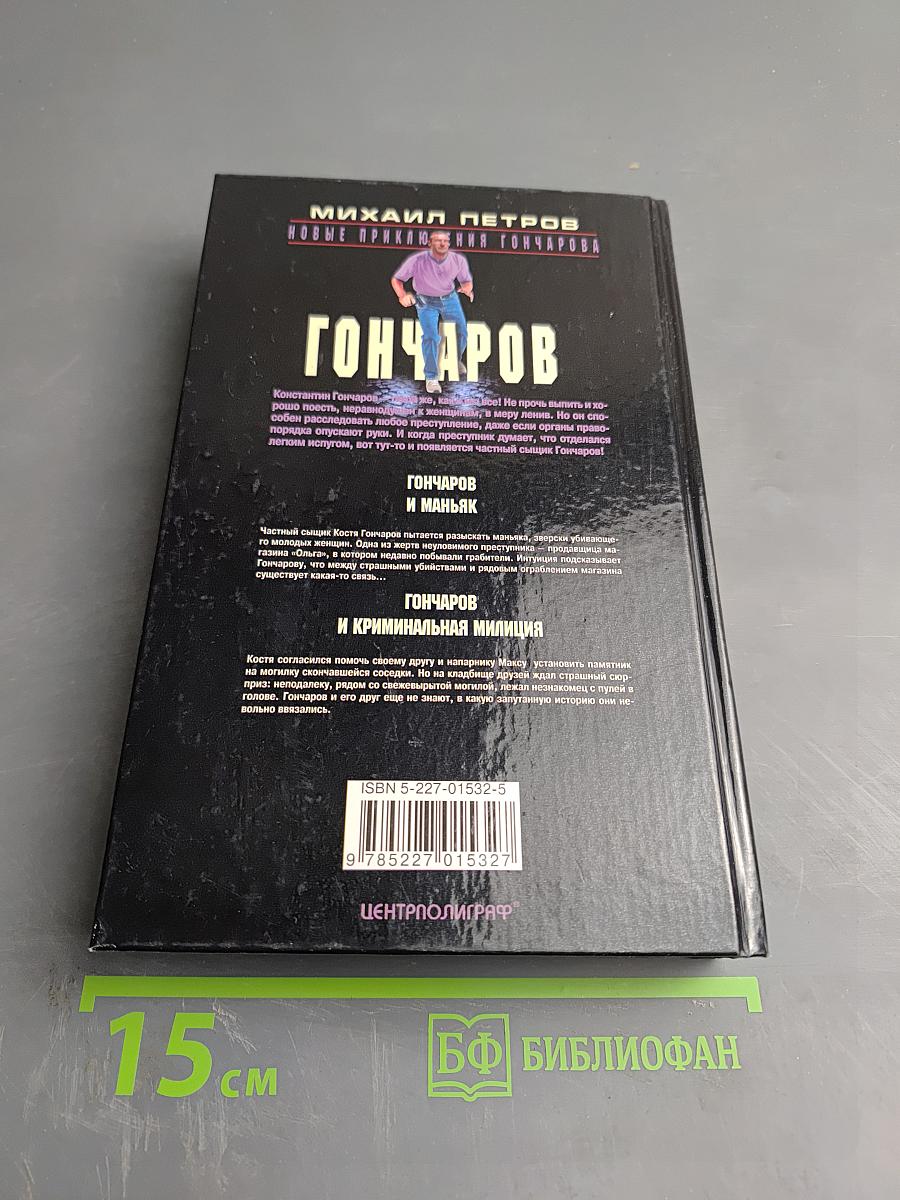 МИХАИЛ ПЕТРОВ
НОВЫЕ ПРИКЛЮЧЕНИЯ ГОНЧАРОВА
ГОНЧАРОВ
Константин Гончаров же, все! Не прочь выпить и хо-
рошо поесть, неравнодушен к женщинам, в меру ленив. Но он спо-
собен расследовать любое преступление, даже если органы право-
порядка опускают руки. И когда преступник думает, что отделался
легким испугом, вот тут-то и появляется частный сыщик Гончаров!
ГОНЧАРОВ
И МАНЬЯК
Частный сыщик Костя Гончаров пытается разыскать маньяка, зверски убивающе-
го молодых женщин. Одна из жертв неуловимого преступника — продавщица ма-
газина «Ольга», в котором недавно побывали грабители. Интуиция подсказывает
Гончарову, что между страшными убийствами и рядовым ограблением магазина
существует какая-то связь...
ГОНЧАРОВ
И КРИМИНАЛЬНАЯ МИЛИЦИЯ
Костя согласился помочь своему другу и напарнику Максу установить памятник
на могилку скончавшейся соседки. Но на кладбище друзей ждал страшный сюр-
приз: неподалеку, рядом со свежевырытой могилой, лежал незнакомец с пулей в
голове. Гончаров и его друг еще не знают, в какую запутанную историю они не-
вольно ввязались.
ISBN 5-227-01532-5
9 785227 015327
ЦЕНТРПОЛИГРАФ®
15 см
БФ БИБЛИОФАН